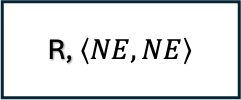 R, ⟨NE, NE⟩